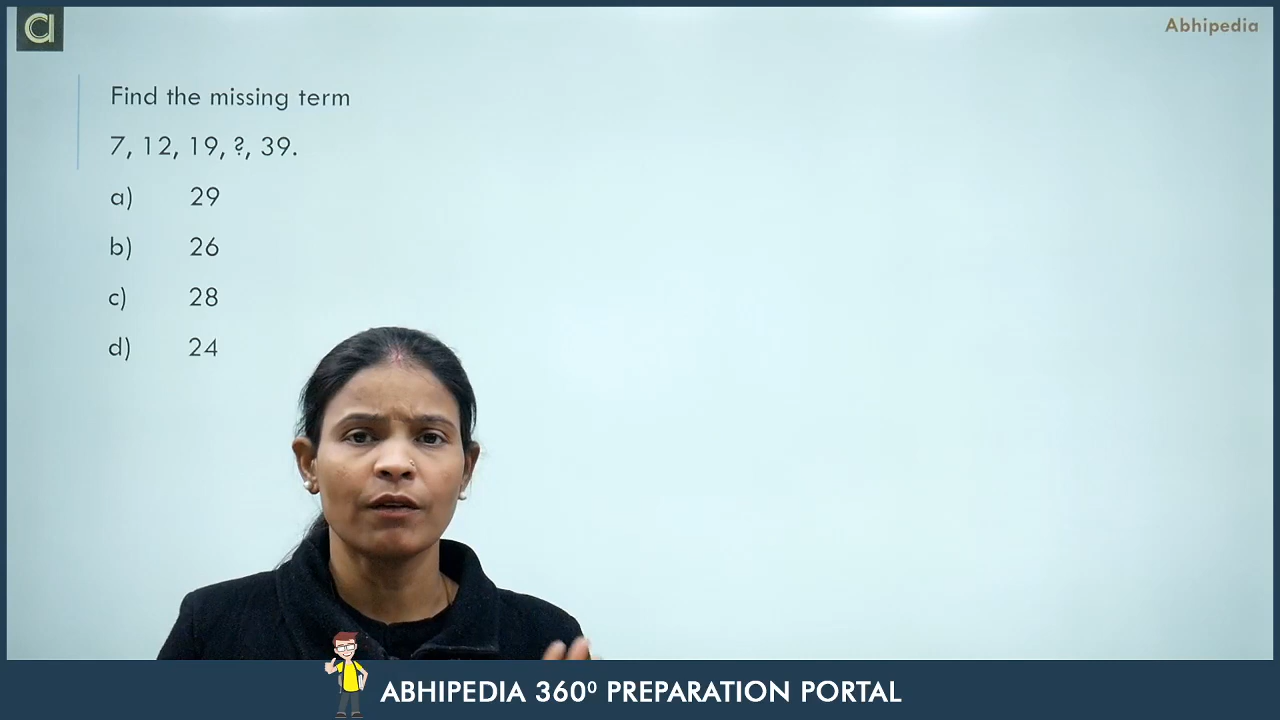 Abhipedia
Find the missing term
7, 12, 19, ?, 39.
a) 29
b) 26
c) 28
d) 24
ABHIPEDIA 360⁰ PREPARATION PORTAL